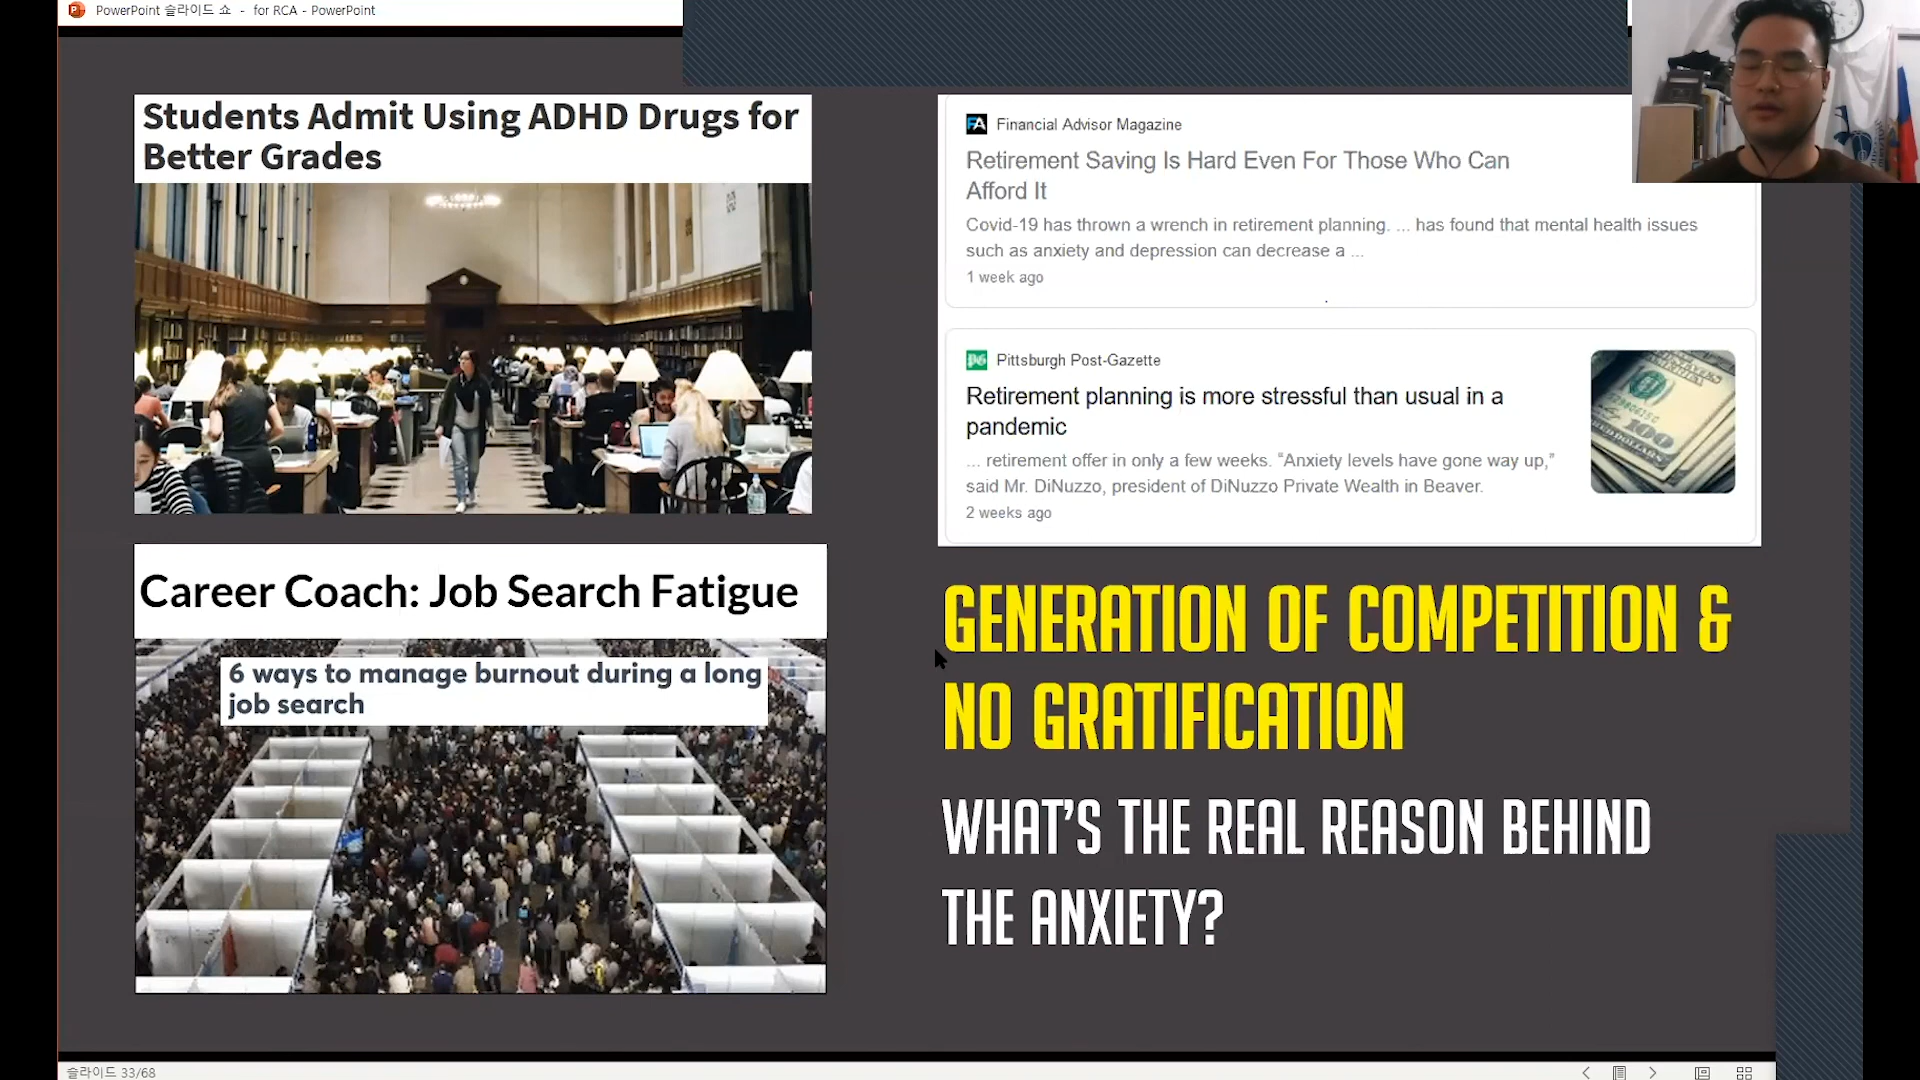 PowerPoint 슬라이드 쇼 - for RCA - PowerPoint
Students Admit Using ADHD Drugs for
Better Grades
Career Coach: Job Search Fatigue
6 ways to manage burnout during a long
job search
FA Financial Advisor Magazine
Retirement Saving Is Hard Even For Those Who Can
Afford It
Covid-19 has thrown a wrench in retirement planning. ... has found that mental health issues
such as anxiety and depression can decrease a ...
1 week ago
PG Pittsburgh Post-Gazette
Retirement planning is more stressful than usual in a
pandemic
... retirement offer in only a few weeks. “Anxiety levels have gone way up,”
said Mr. DiNuzzo, president of DiNuzzo Private Wealth in Beaver.
2 weeks ago
GENERATION OF COMPETITION &
NO GRATIFICATION
WHAT'S THE REAL REASON BEHIND
THE ANXIETY?
슬라이드 33/68